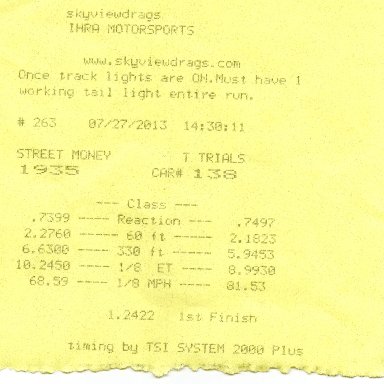 skyviewdrags
IHRA MOTORSPORTS
www.skyviewdrags.com
Once track lights are ON.Must have 1
working tail light entire run.
# 263 07/27/2013 14:30:11
STREET MONEY T TRIALS
1935 CAR# 138
--- Class ---
.7399 ---- Reaction ---- .7497
2.2760 ---- 60 ft ---- 2.1823
6.6300 ---- 330 ft ---- 5.9453
10.2450 ---- 1/8 ET ---- 8.9930
68.59 ---- 1/8 MPH ---- 81.53
1.2422 1st Finish
timing by TSI SYSTEM 2000 Plus